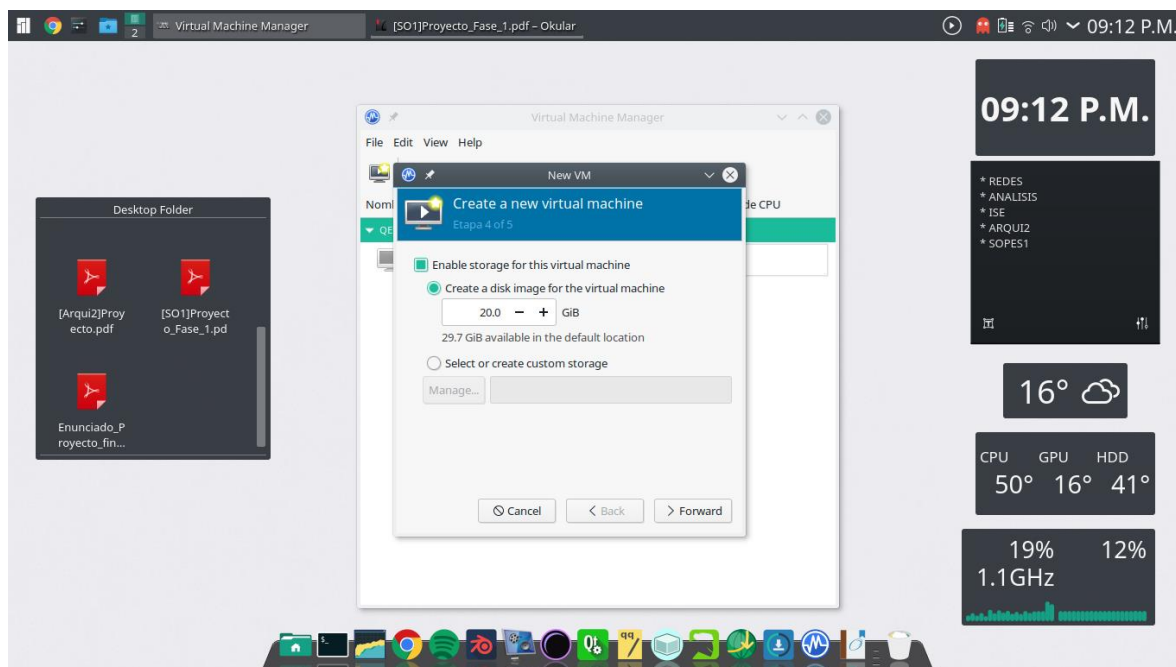 2
Virtual Machine Manager
[SO1]Proyecto_Fase_1.pdf – Okular
09:12 P.M.
Desktop Folder
[Arqui2]Proy
ecto.pdf
[SO1]Proyect
o_Fase_1.pd
Enunciado_P
royecto_fin...
Virtual Machine Manager
File Edit View Help
Noml
de CPU
QE
New VM
Create a new virtual machine
Etapa 4 of 5
Enable storage for this virtual machine
Create a disk image for the virtual machine
20.0 − + GiB
29.7 GiB available in the default location
Select or create custom storage
Manage...
Cancel
< Back
> Forward
09:12 P.M.
* REDES
* ANALISIS
* ISE
* ARQUI2
* SOPES1
16°
CPU GPU HDD
50° 16° 41°
19% 12%
1.1GHz